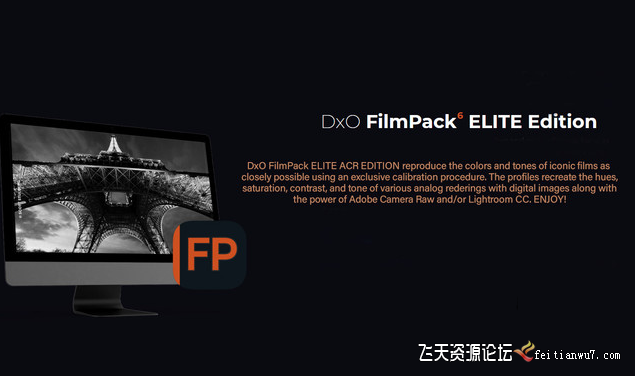 DxO FilmPack 6 ELITE Edition
DxO FilmPack ELITE ACR EDITION reproduce the colors and tones of iconic films as
closely possible using an exclusive calibration procedure. The profiles recreate the hues,
saturation, contrast, and tone of various analog rederings with digital images along with
the power of Adobe Camera Raw and/or Lightroom CC. ENJOY!
FP
飞天资源论坛 feitianwu7.com